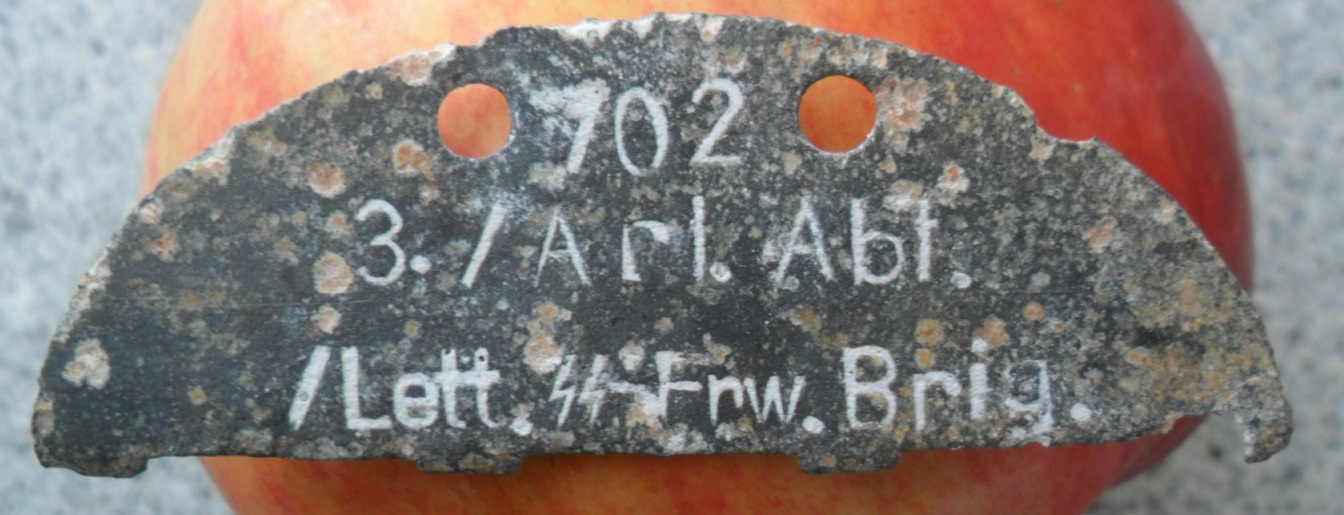 702
3./Art. Abt.
/Lett. ᛋᛋ-Frw. Brig.